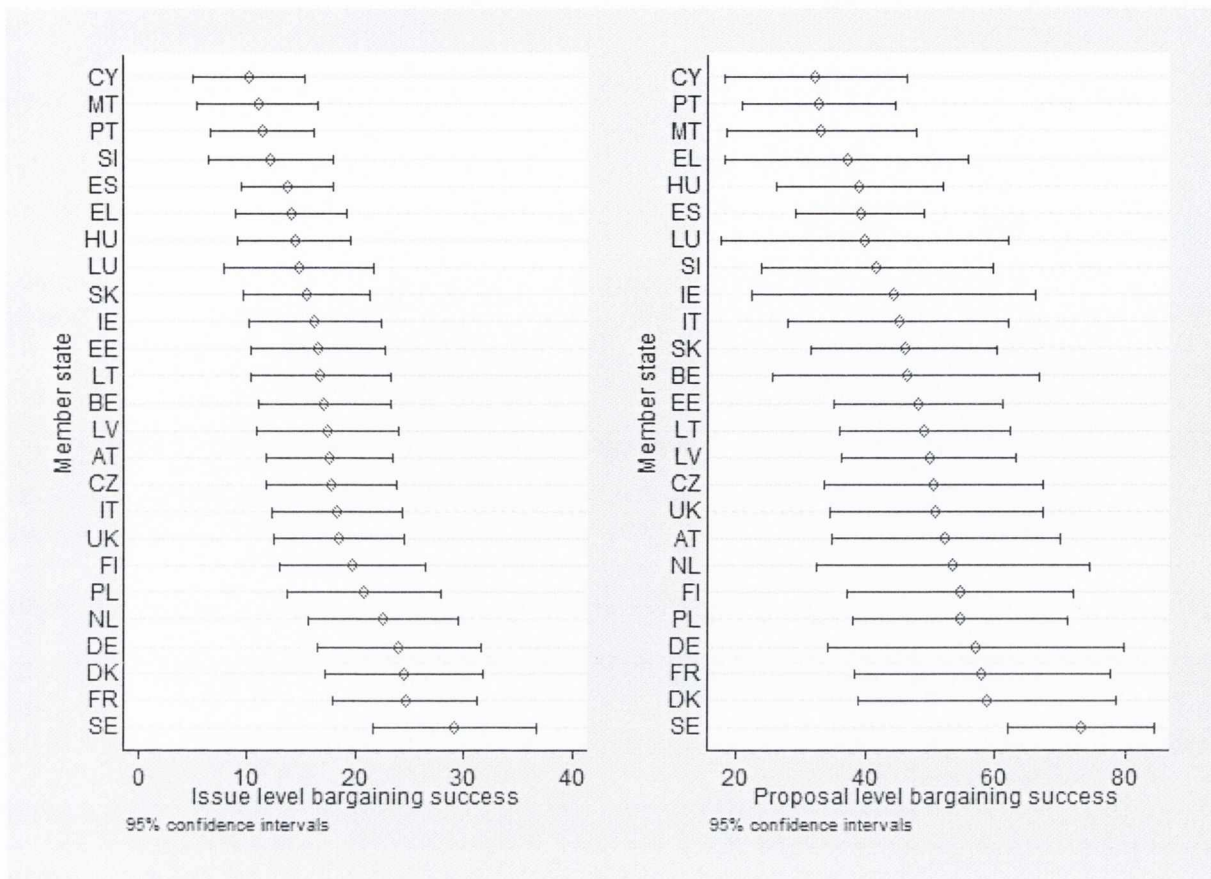 Member state
CY
MT
PT
SI
ES
EL
HU
LU
SK
IE
EE
LT
BE
LV
AT
CZ
IT
UK
FI
PL
NL
DE
DK
FR
SE
0 10 20 30 40
Issue level bargaining success
95% confidence intervals
Member state
CY
PT
MT
EL
HU
ES
LU
SI
IE
IT
SK
BE
EE
LT
LV
CZ
UK
AT
NL
FI
PL
DE
FR
DK
SE
20 40 60 80
Proposal level bargaining success
95% confidence intervals